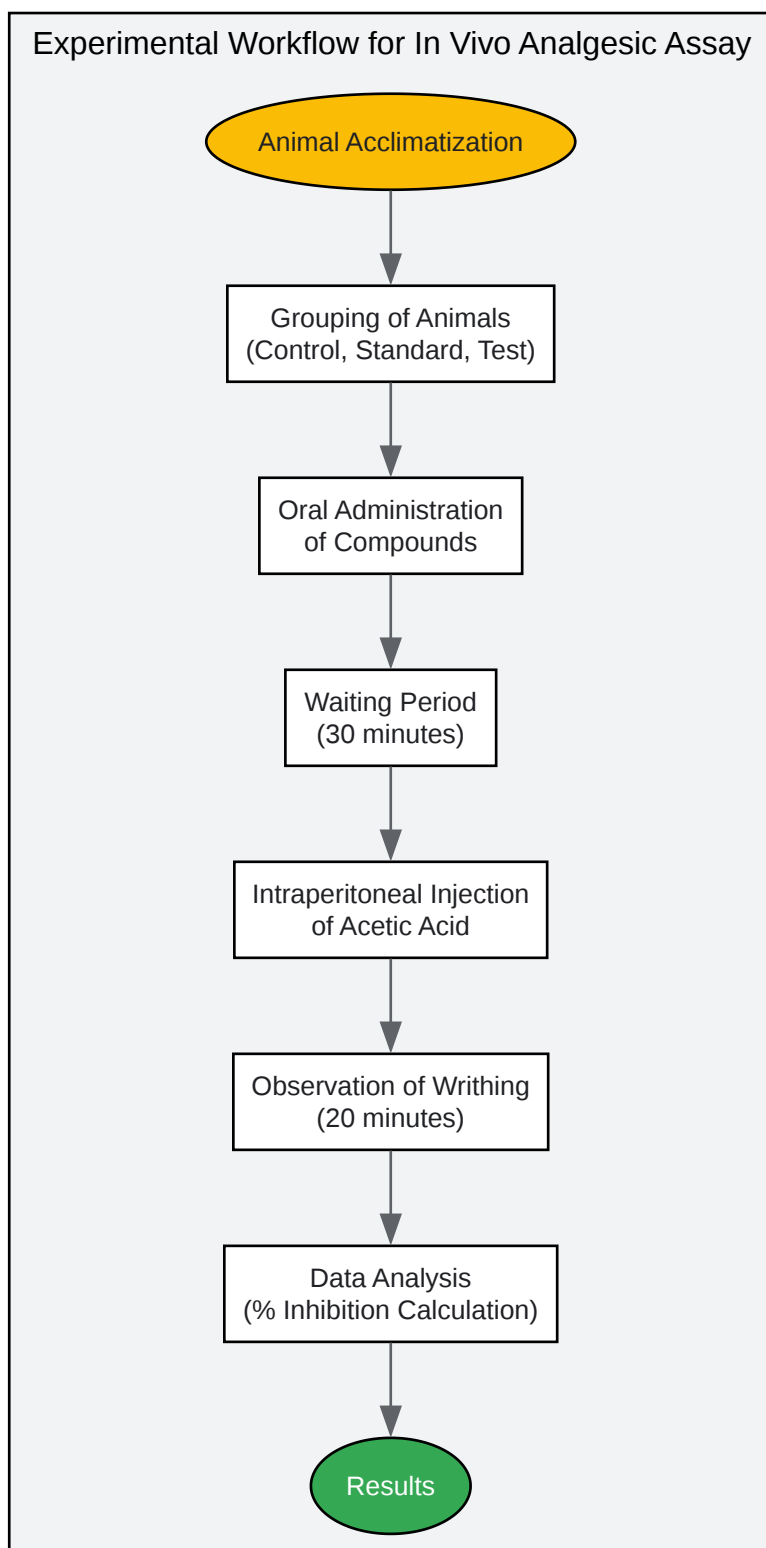 Experimental Workflow for In Vivo Analgesic Assay
Animal Acclimatization
Grouping of Animals
(Control, Standard, Test)
Oral Administration
of Compounds
Waiting Period
(30 minutes)
Intraperitoneal Injection
of Acetic Acid
Observation of Writhing
(20 minutes)
Data Analysis
(% Inhibition Calculation)
Results